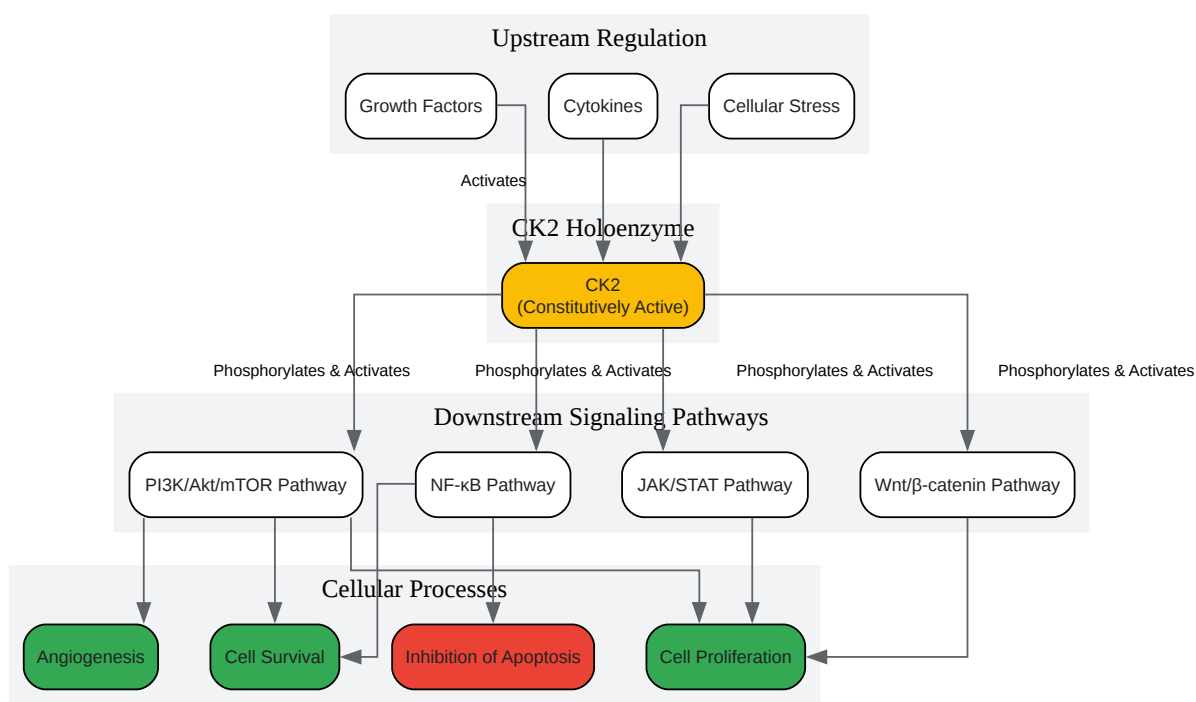 Upstream Regulation
Growth Factors
Cytokines
Cellular Stress
Activates
CK2 Holoenzyme
CK2
(Constitutively Active)
Phosphorylates & Activates
Phosphorylates & Activates
Phosphorylates & Activates
Phosphorylates & Activates
Downstream Signaling Pathways
PI3K/Akt/mTOR Pathway
NF-κB Pathway
JAK/STAT Pathway
Wnt/β-catenin Pathway
Cellular Processes
Angiogenesis
Cell Survival
Inhibition of Apoptosis
Cell Proliferation